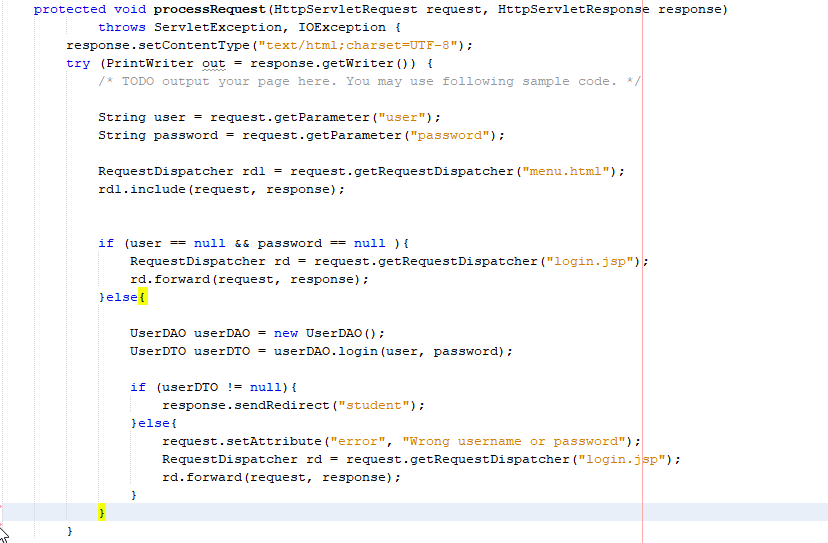 protected void processRequest(HttpServletRequest request, HttpServletResponse response)
        throws ServletException, IOException {
    response.setContentType("text/html;charset=UTF-8");
    try (PrintWriter out = response.getWriter()) {
        /* TODO output your page here. You may use following sample code. */
        String user = request.getParameter("user");
        String password = request.getParameter("password");
        RequestDispatcher rd1 = request.getRequestDispatcher("menu.html");
        rd1.include(request, response);
        if (user == null && password == null ){
            RequestDispatcher rd = request.getRequestDispatcher("login.jsp");
            rd.forward(request, response);
        }else{
            UserDAO userDAO = new UserDAO();
            UserDTO userDTO = userDAO.login(user, password);
            if (userDTO != null){
                response.sendRedirect("student");
            }else{
                request.setAttribute("error", "Wrong username or password");
                RequestDispatcher rd = request.getRequestDispatcher("login.jsp");
                rd.forward(request, response);
            }
        }
    }